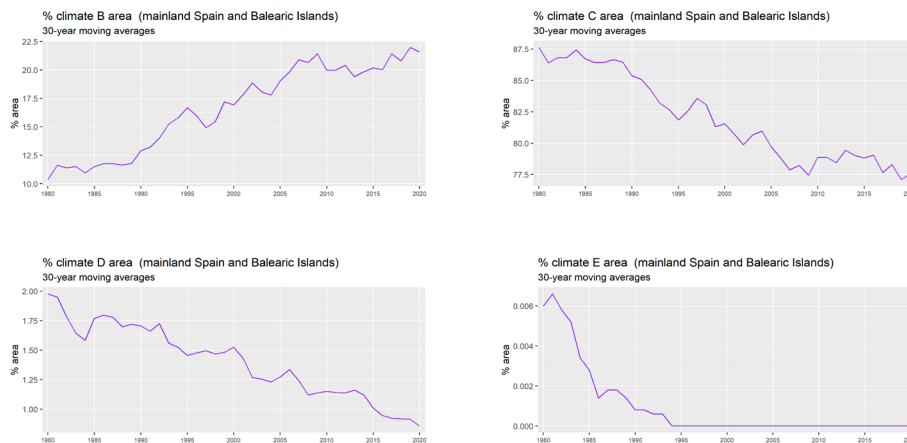 % climate B area (mainland Spain and Balearic Islands)
30-year moving averages
% area
22.5
20.0
17.5
15.0
12.5
10.0
1980 1985 1990 1995 2000 2005 2010 2015 2020
% climate C area (mainland Spain and Balearic Islands)
30-year moving averages
% area
87.5
85.0
82.5
80.0
77.5
1980 1985 1990 1995 2000 2005 2010 2015
% climate D area (mainland Spain and Balearic Islands)
30-year moving averages
% area
2.00
1.75
1.50
1.25
1.00
1980 1985 1990 1995 2000 2005 2010 2015 2020
% climate E area (mainland Spain and Balearic Islands)
30-year moving averages
% area
0.006
0.004
0.002
0.000
1980 1985 1990 1995 2000 2005 2010 2015